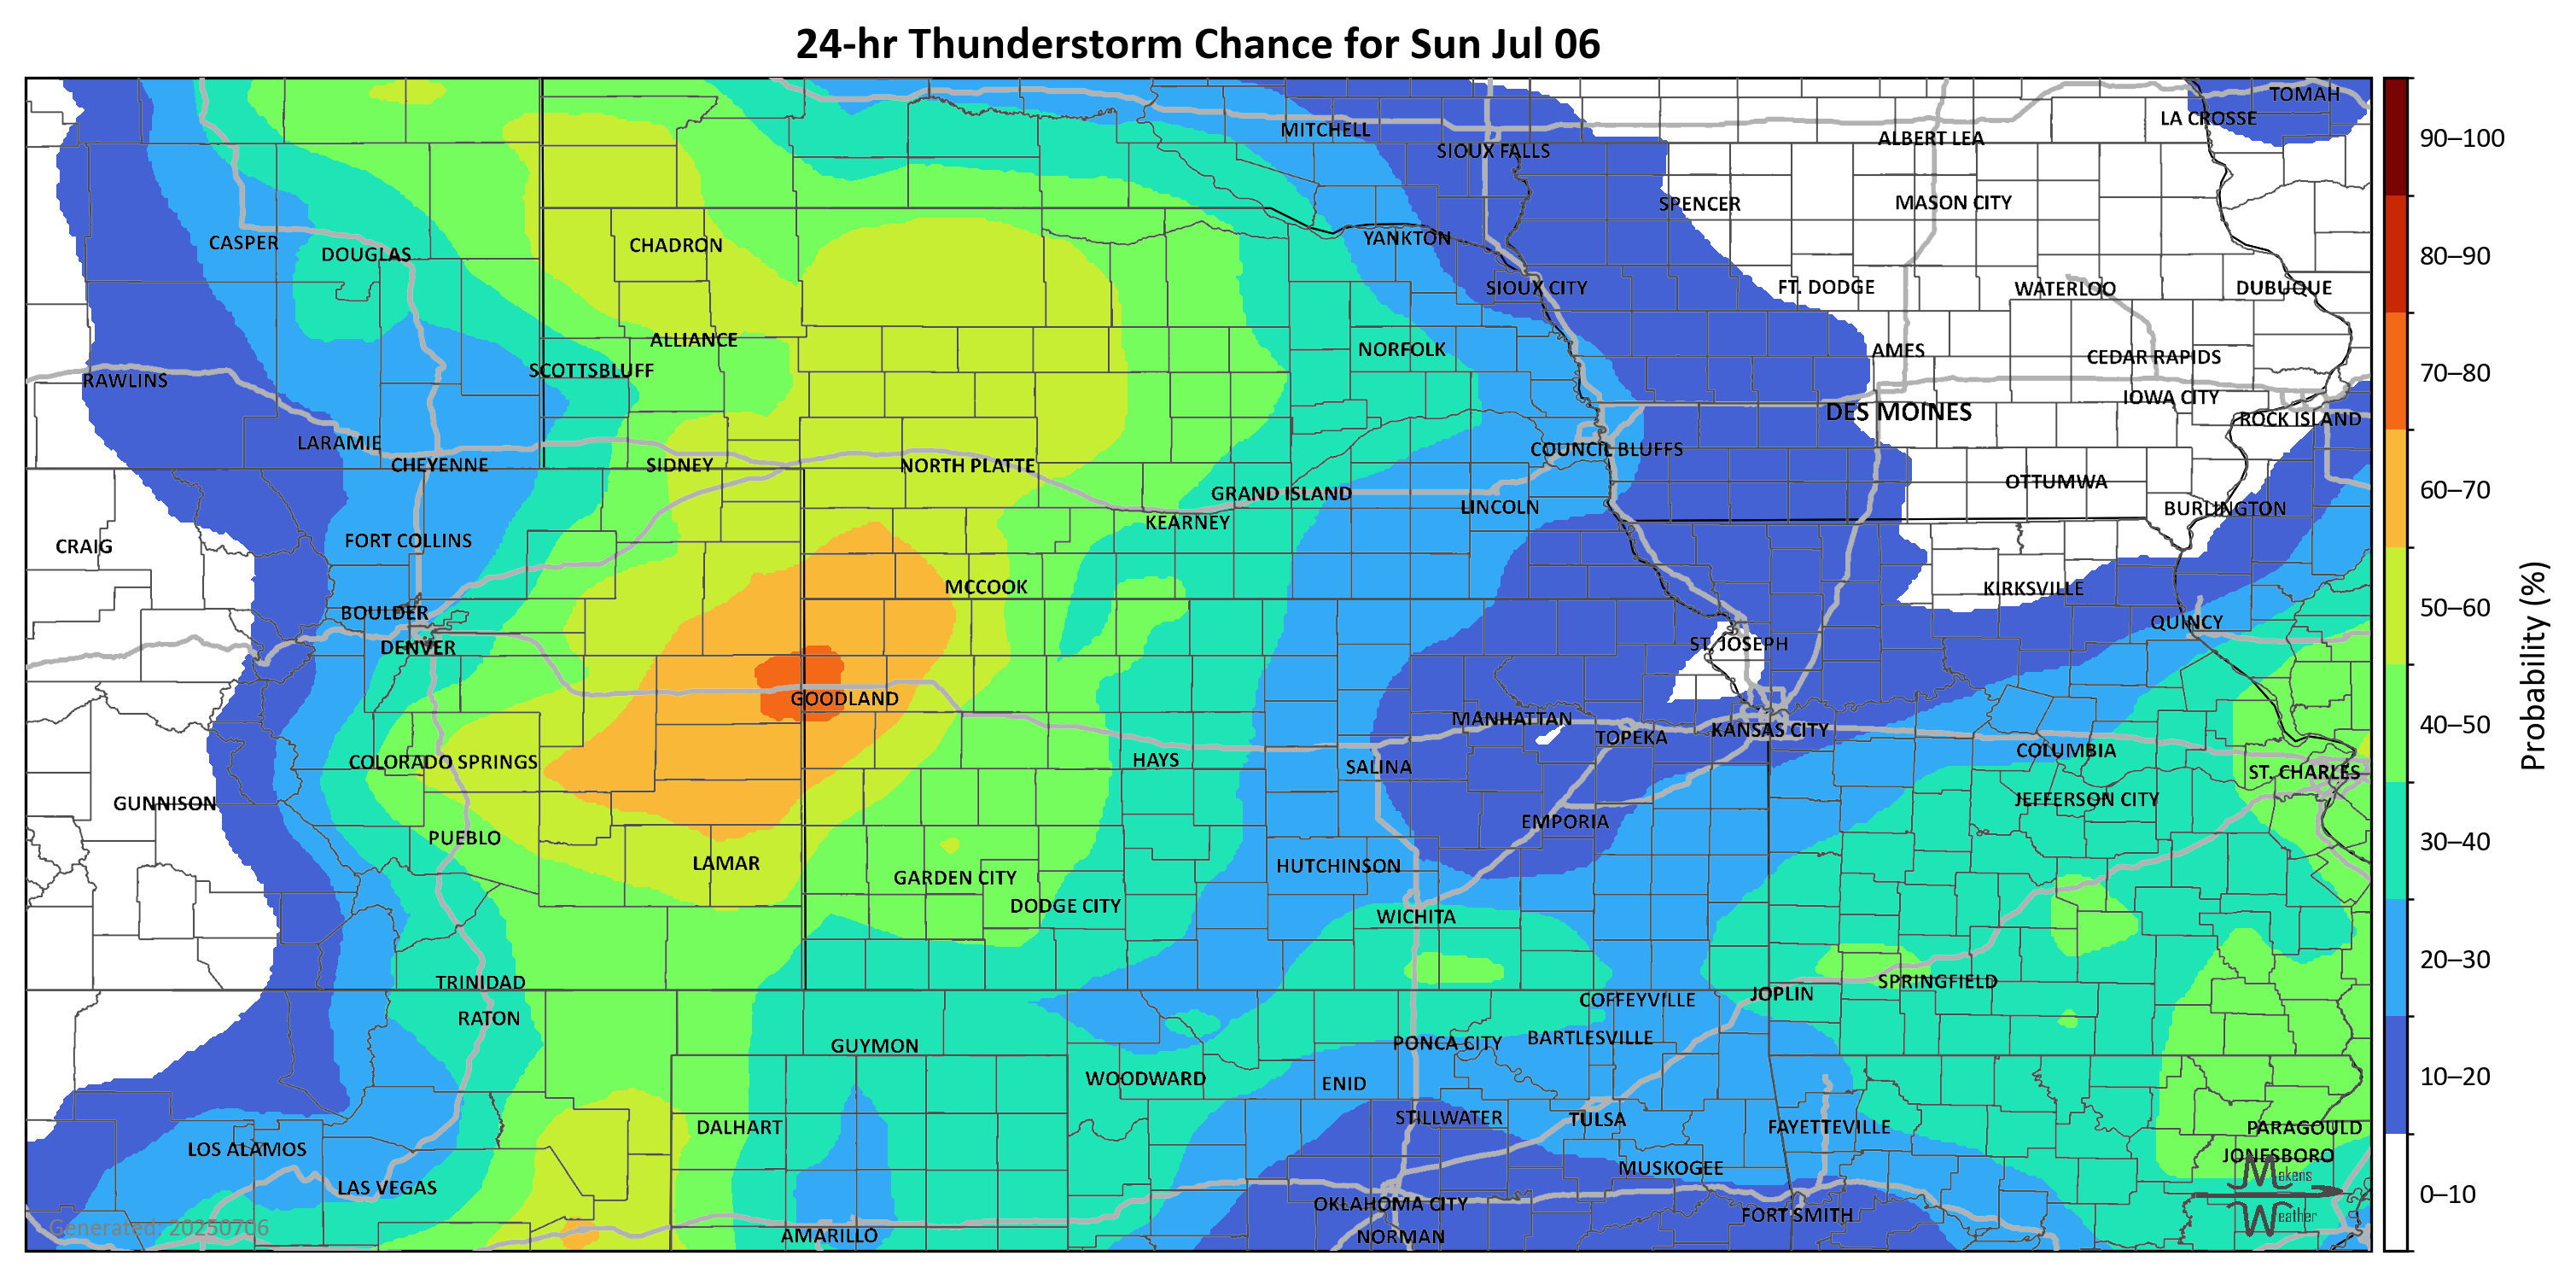 24-hr Thunderstorm Chance for Sun Jul 06
TOMAH
LA CROSSE
MITCHELL
ALBERT LEA
SIOUX FALLS
SPENCER
MASON CITY
CASPER
DOUGLAS
CHADRON
YANKTON
SIOUX CITY
FT. DODGE
WATERLOO
DUBUQUE
ALLIANCE
NORFOLK
AMES
CEDAR RAPIDS
SCOTTSBLUFF
RAWLINS
IOWA CITY
DES MOINES
ROCK ISLAND
LARAMIE
COUNCIL BLUFFS
CHEYENNE
SIDNEY
NORTH PLATTE
OTTUMWA
GRAND ISLAND
LINCOLN
BURLINGTON
KEARNEY
CRAIG
FORT COLLINS
MCCOOK
KIRKSVILLE
BOULDER
QUINCY
DENVER
ST. JOSEPH
GOODLAND
MANHATTAN
TOPEKA
KANSAS CITY
COLUMBIA
COLORADO SPRINGS
HAYS
SALINA
ST. CHARLES
GUNNISON
JEFFERSON CITY
EMPORIA
PUEBLO
LAMAR
HUTCHINSON
GARDEN CITY
DODGE CITY
WICHITA
TRINIDAD
SPRINGFIELD
JOPLIN
COFFEYVILLE
RATON
GUYMON
PONCA CITY
BARTLESVILLE
WOODWARD
ENID
STILLWATER
TULSA
DALHART
FAYETTEVILLE
PARAGOULD
LOS ALAMOS
JONESBORO
MUSKOGEE
LAS VEGAS
OKLAHOMA CITY
FORT SMITH
AMARILLO
NORMAN
Generated: 20250706
Makens
Weather
90–100
80–90
70–80
60–70
50–60
40–50
30–40
20–30
10–20
0–10
Probability (%)